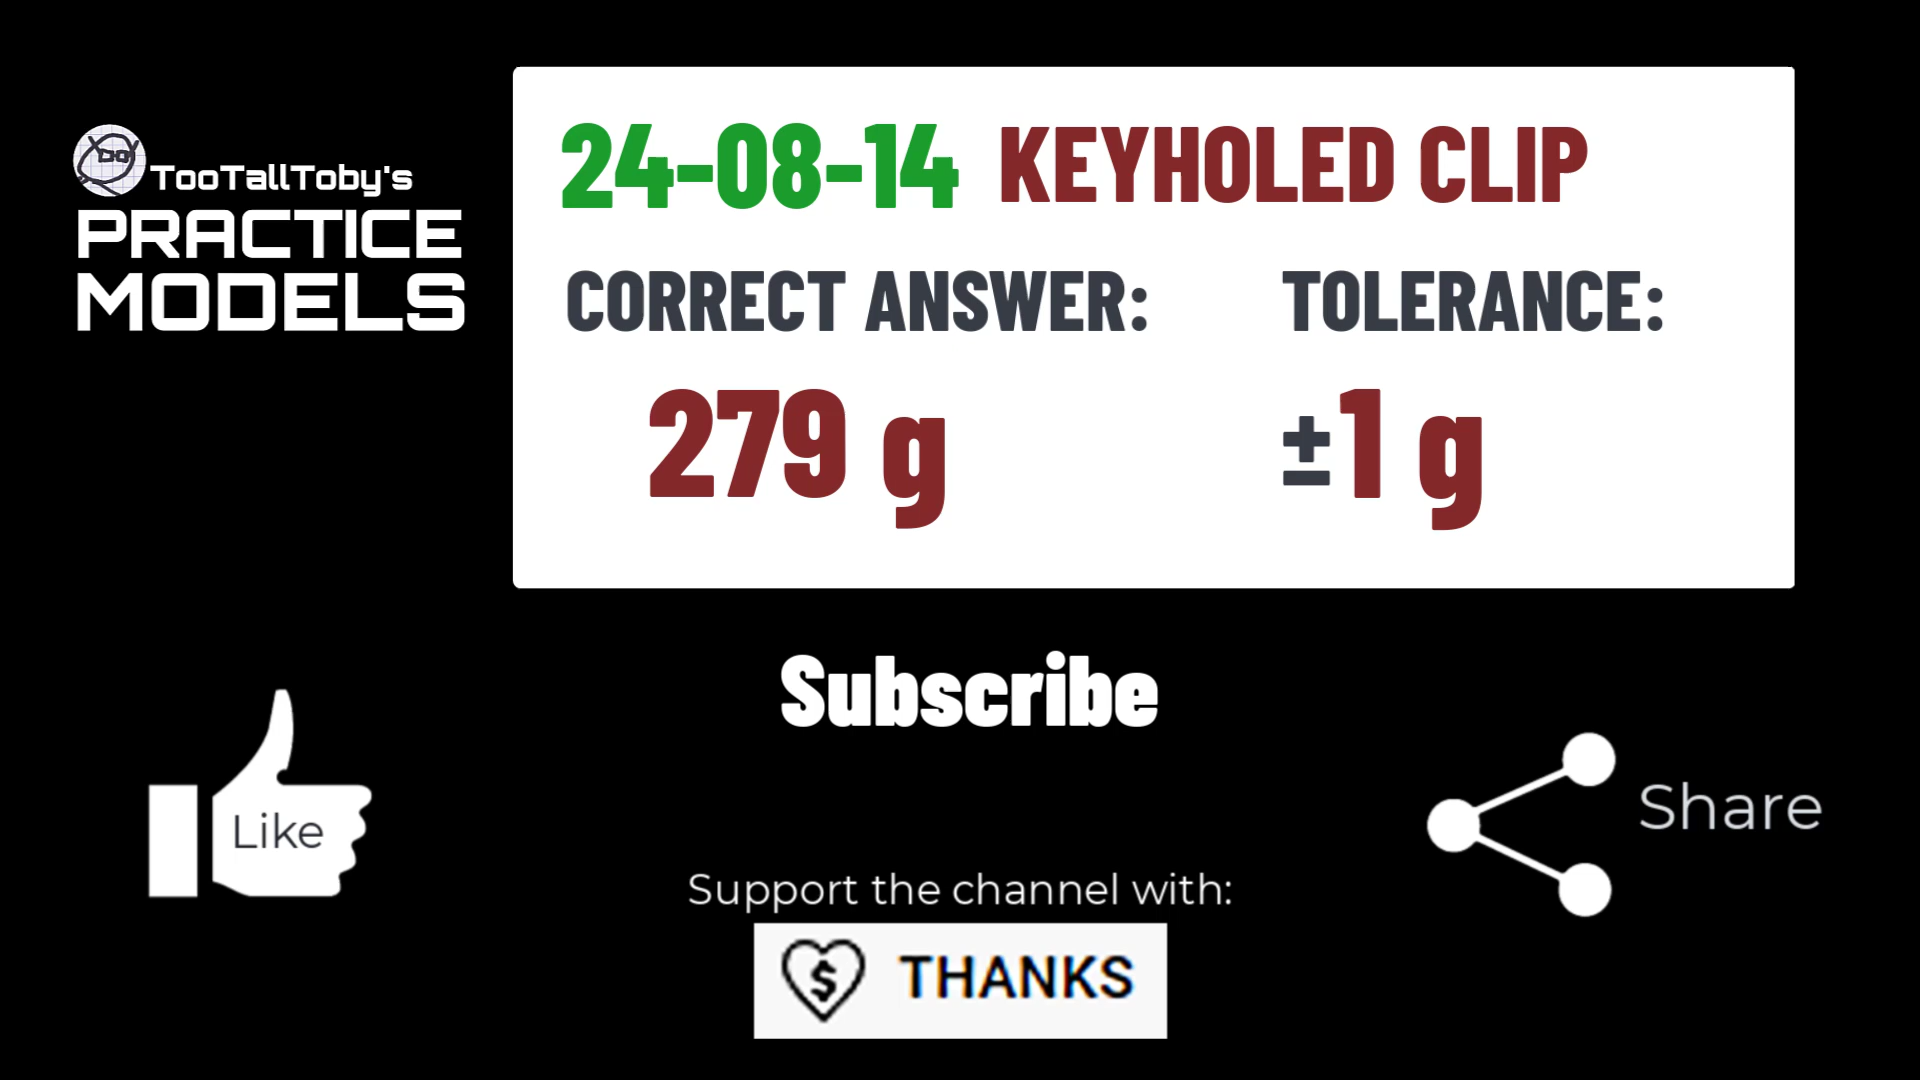 TooTallToby's
PRACTICE
MODELS
24-08-14 KEYHOLED CLIP
CORRECT ANSWER: TOLERANCE:
279 g ±1 g
Subscribe
Like
Share
Support the channel with:
$ THANKS